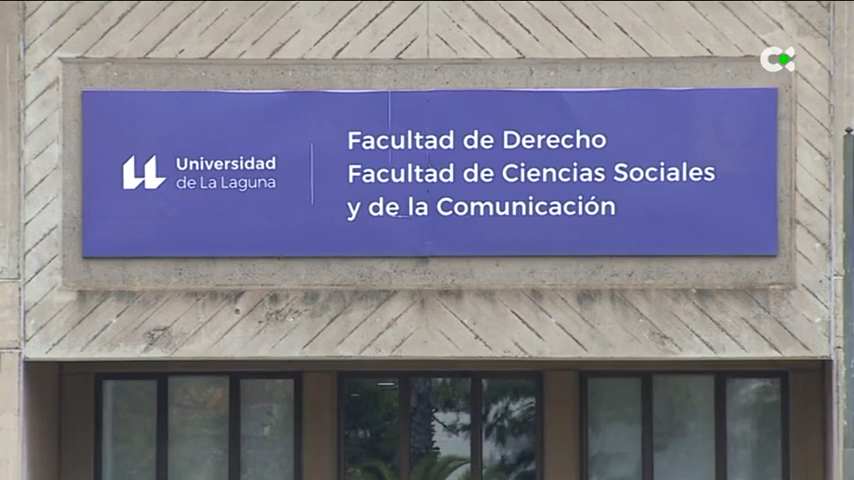 Universidad
de La Laguna
Facultad de Derecho
Facultad de Ciencias Sociales
y de la Comunicación